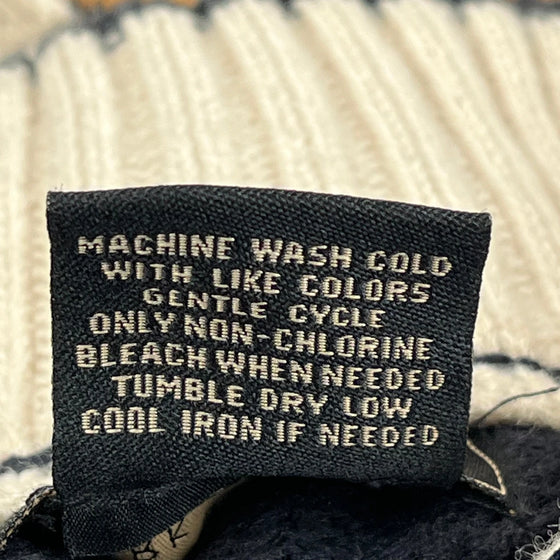 MACHINE WASH COLD
WITH LIKE COLORS
GENTLE CYCLE
ONLY NON-CHLORINE
BLEACH WHEN NEEDED
TUMBLE DRY LOW
COOL IRON IF NEEDED